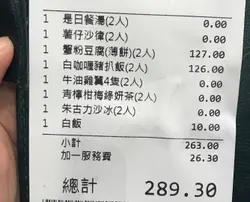 1 是日餐湯(2人) 0.00
1 薯仔沙律(2人) 0.00
1 蟹粉豆腐(薄餅)(2人) 127.00
1 白咖喱豬扒飯(2人) 126.00
1 牛油雞翼4隻(2人) 0.00
1 青檸柑梅綠妍茶(2人) 0.00
1 朱古力沙冰(2人) 0.00
1 白飯 10.00
小計 263.00
加一服務費 26.30
總計 289.30